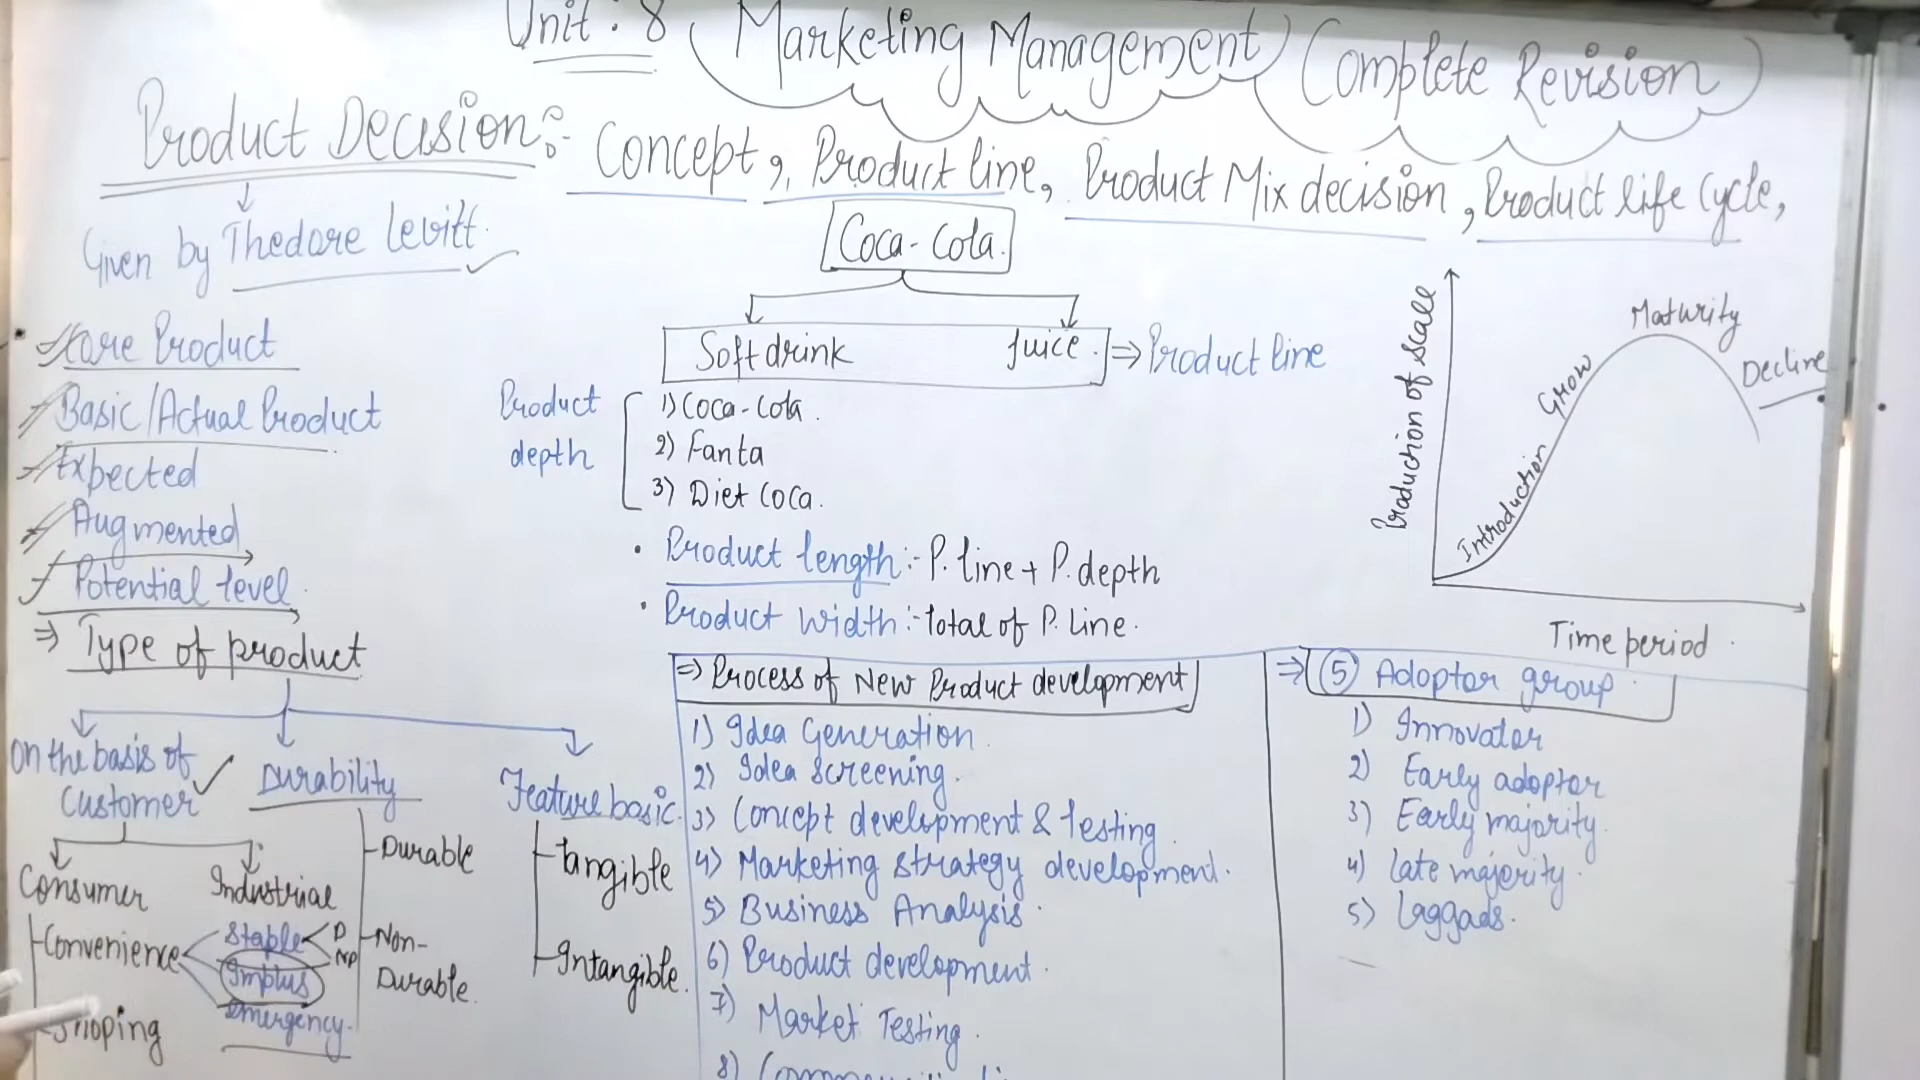 Unit : 8 Marketing Management (Complete Revision)
Product Decision :- Concept, Product line, Product Mix decision, Product life Cycle,
Given by Thedore Levitt
Core Product
Basic/Actual Product
Expected
Augmented
Potential level
Coca-Cola.
Soft drink Juice. ⇒ Product line
Product depth
1) Coca-Cola.
2) Fanta
3) Diet Coca.
• Product length :- P. line + P. depth
• Product Width :- total of P. Line.
Production of Scale
Introduction
Grow
Maturity
Decline
Time period
⇒ Type of product
On the basis of
Customer
Consumer
Convenience
Shoping
Industrial
Staple
P
NP
Implus
Emergency
Durability
Durable
Non-
Durable.
Feature basic
Tangible
Intangible.
⇒ Process of New Product development
1) Idea Generation
2) Idea Screening.
3) Concept development & Testing
4) Marketing Strategy development.
5) Business Analysis
6) Product development
7) Market Testing
8)
⇒ ⑤ Adoptor group
1) Innovator
2) Early adoptor
3) Early majority
4) Late majority
5) Laggads.